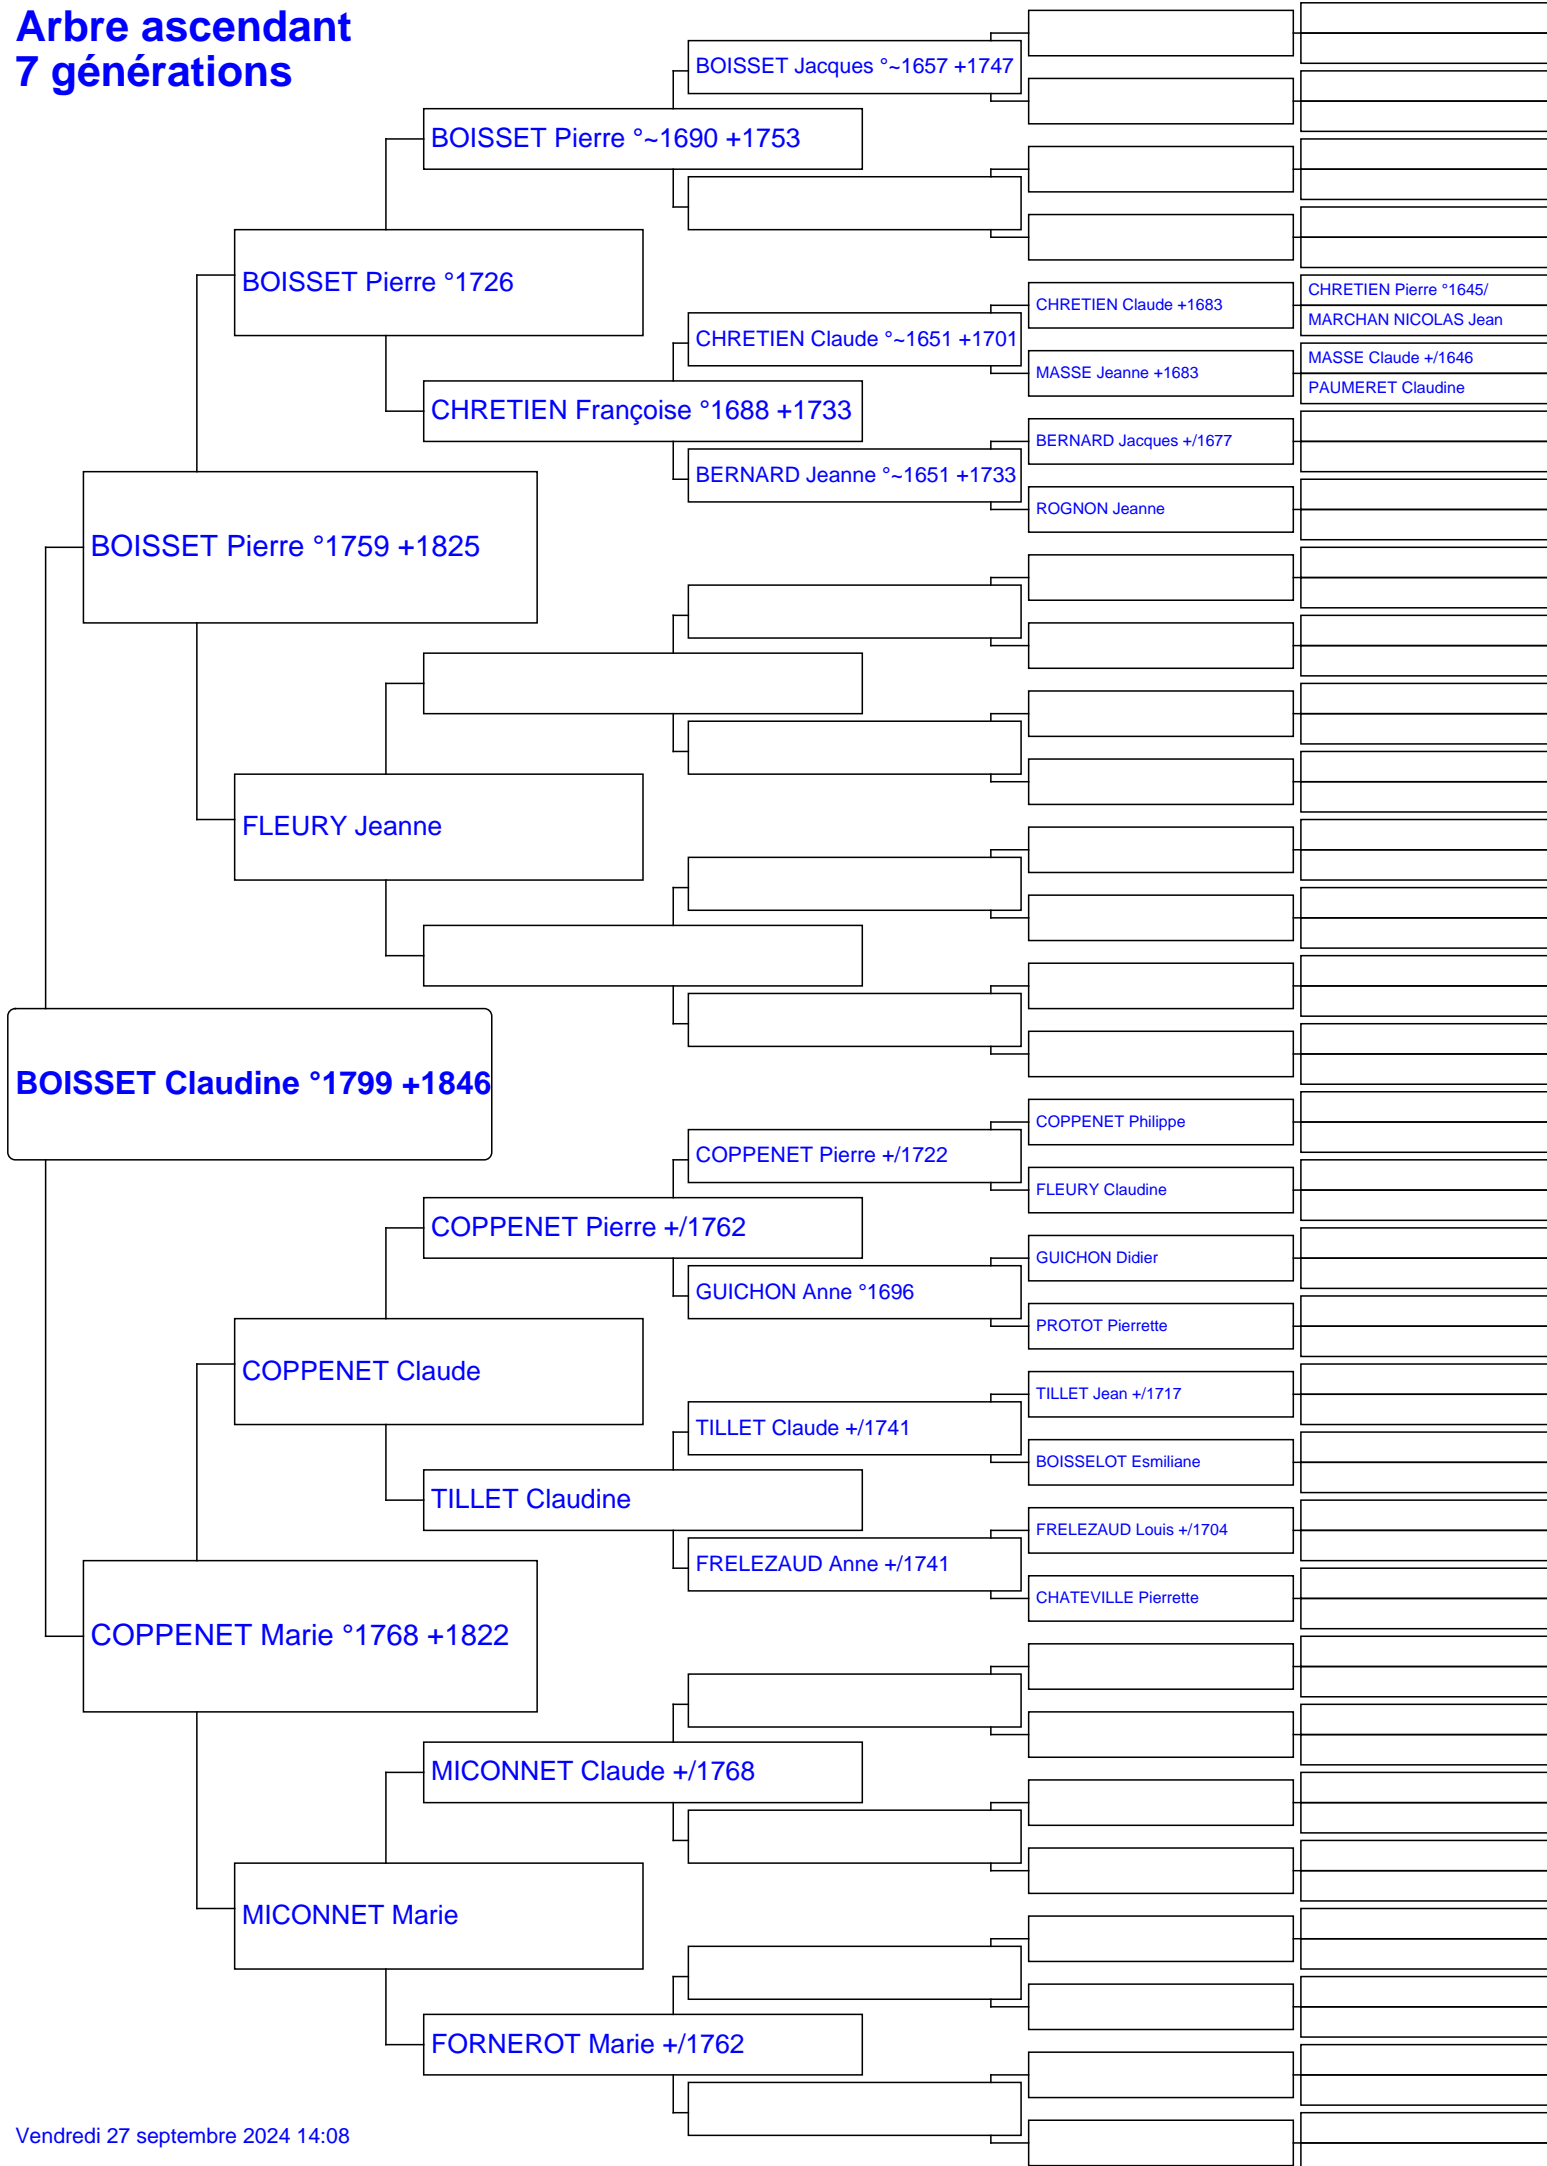 Arbre ascendant
7 générations
BOISSET Jacques °~1657 +1747
BOISSET Pierre °~1690 +1753
BOISSET Pierre °1726
CHRETIEN Pierre °1645/
CHRETIEN Claude +1683
MARCHAN NICOLAS Jean
CHRETIEN Claude °~1651 +1701
MASSE Claude +/1646
MASSE Jeanne +1683
PAUMERET Claudine
CHRETIEN Françoise °1688 +1733
BERNARD Jacques +/1677
BERNARD Jeanne °~1651 +1733
ROGNON Jeanne
BOISSET Pierre °1759 +1825
FLEURY Jeanne
BOISSET Claudine °1799 +1846
COPPENET Philippe
COPPENET Pierre +/1722
FLEURY Claudine
COPPENET Pierre +/1762
GUICHON Didier
GUICHON Anne °1696
PROTOT Pierrette
COPPENET Claude
TILLET Jean +/1717
TILLET Claude +/1741
BOISSELOT Esmiliane
TILLET Claudine
FRELEZAUD Louis +/1704
FRELEZAUD Anne +/1741
CHATEVILLE Pierrette
COPPENET Marie °1768 +1822
MICONNET Claude +/1768
MICONNET Marie
FORNEROT Marie +/1762
Vendredi 27 septembre 2024 14:08